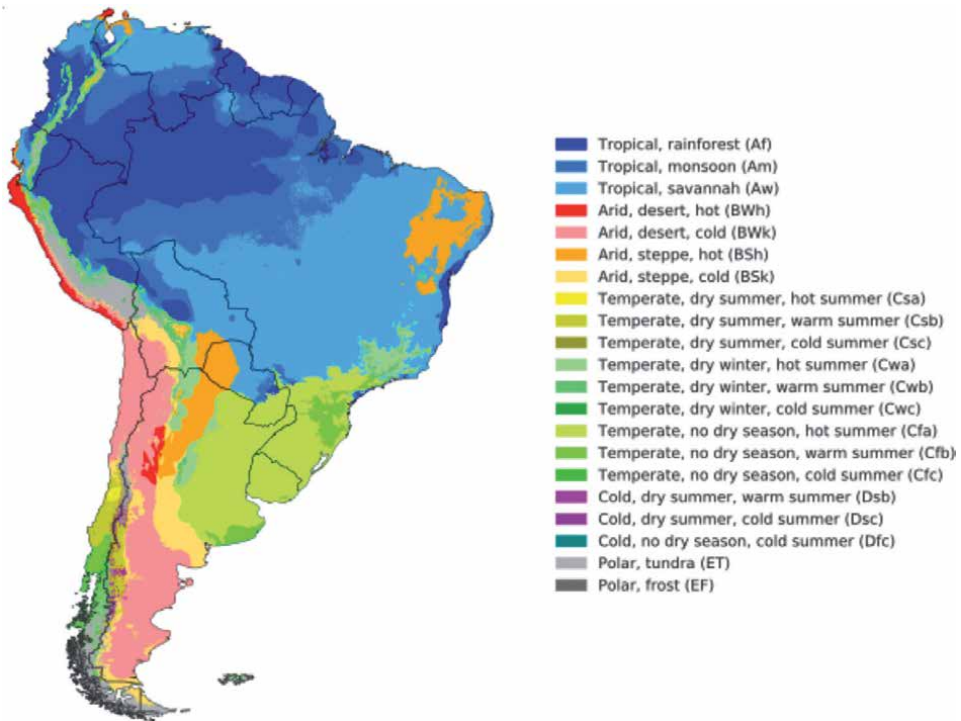 Tropical, rainforest (Af)
Tropical, monsoon (Am)
Tropical, savannah (Aw)
Arid, desert, hot (BWh)
Arid, desert, cold (BWk)
Arid, steppe, hot (BSh)
Arid, steppe, cold (BSk)
Temperate, dry summer, hot summer (Csa)
Temperate, dry summer, warm summer (Csb)
Temperate, dry summer, cold summer (Csc)
Temperate, dry winter, hot summer (Cwa)
Temperate, dry winter, warm summer (Cwb)
Temperate, dry winter, cold summer (Cwc)
Temperate, no dry season, hot summer (Cfa)
Temperate, no dry season, warm summer (Cfb)
Temperate, no dry season, cold summer (Cfc)
Cold, dry summer, warm summer (Dsb)
Cold, dry summer, cold summer (Dsc)
Cold, no dry season, cold summer (Dfc)
Polar, tundra (ET)
Polar, frost (EF)